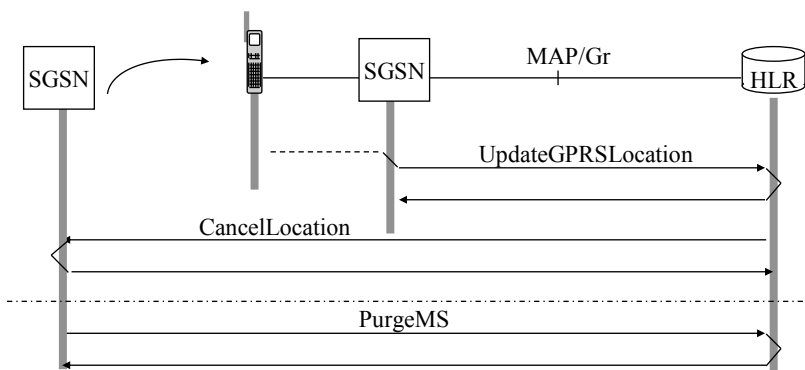 SGSN
SGSN
MAP/Gr
HLR
UpdateGPRSLocation
CancelLocation
PurgeMS